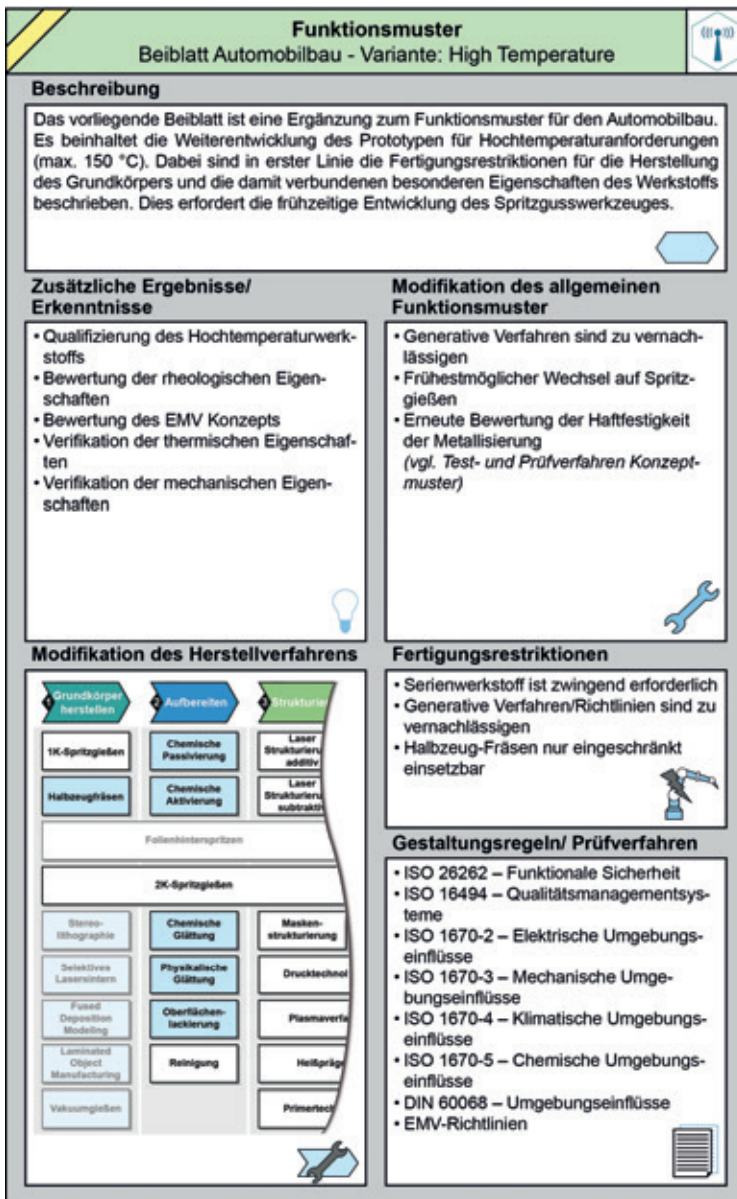 Funktionsmuster
Beiblatt Automobilbau - Variante: High Temperature
Beschreibung
Das vorliegende Beiblatt ist eine Ergänzung zum Funktionsmuster für den Automobilbau.
Es beinhaltet die Weiterentwicklung des Prototypen für Hochtemperaturanforderungen
(max. 150 °C). Dabei sind in erster Linie die Fertigungsrestriktionen für die Herstellung
des Grundkörpers und die damit verbundenen besonderen Eigenschaften des Werkstoffs
beschrieben. Dies erfordert die frühzeitige Entwicklung des Spritzgusswerkzeuges.
Zusätzliche Ergebnisse/
Erkenntnisse
• Qualifizierung des Hochtemperaturwerk-
stoffs
• Bewertung der rheologischen Eigen-
schaften
• Bewertung des EMV Konzepts
• Verifikation der thermischen Eigenschaf-
ten
• Verifikation der mechanischen Eigen-
schaften
Modifikation des allgemeinen
Funktionsmuster
• Generative Verfahren sind zu vernach-
lässigen
• Frühestmöglicher Wechsel auf Spritz-
gießen
• Erneute Bewertung der Haftfestigkeit
der Metallisierung
(vgl. Test- und Prüfverfahren Konzept-
muster)
Modifikation des Herstellverfahrens
1 Grundkörper
herstellen
2 Aufbereiten
3 Strukturie
1K-Spritzgießen
Chemische
Passivierung
Laser
Strukturieru
additiv
Halbzeugfräsen
Chemische
Aktivierung
Laser
Strukturieru
subtrakti
Folienhinterspritzen
2K-Spritzgießen
Stereo-
lithographie
Chemische
Glättung
Masken-
strukturierung
Selektives
Lasersintern
Physikalische
Glättung
Drucktechnol
Fused
Deposition
Modeling
Oberflächen-
lackierung
Plasmaverfa
Laminated
Object
Manufacturing
Reinigung
Heißpräge
Vakuumgießen
Primertech
Fertigungsrestriktionen
• Serienwerkstoff ist zwingend erforderlich
• Generative Verfahren/Richtlinien sind zu
vernachlässigen
• Halbzeug-Fräsen nur eingeschränkt
einsetzbar
Gestaltungsregeln/ Prüfverfahren
• ISO 26262 – Funktionale Sicherheit
• ISO 16494 – Qualitätsmanagementsys-
teme
• ISO 1670-2 – Elektrische Umgebungs-
einflüsse
• ISO 1670-3 – Mechanische Umge-
bungseinflüsse
• ISO 1670-4 – Klimatische Umgebungs-
einflüsse
• ISO 1670-5 – Chemische Umgebungs-
einflüsse
• DIN 60068 – Umgebungseinflüsse
• EMV-Richtlinien